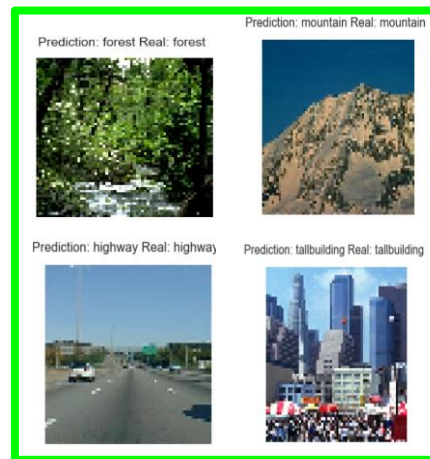 Prediction: forest Real: forest
Prediction: mountain Real: mountain
Prediction: highway Real: highway
Prediction: tallbuilding Real: tallbuilding